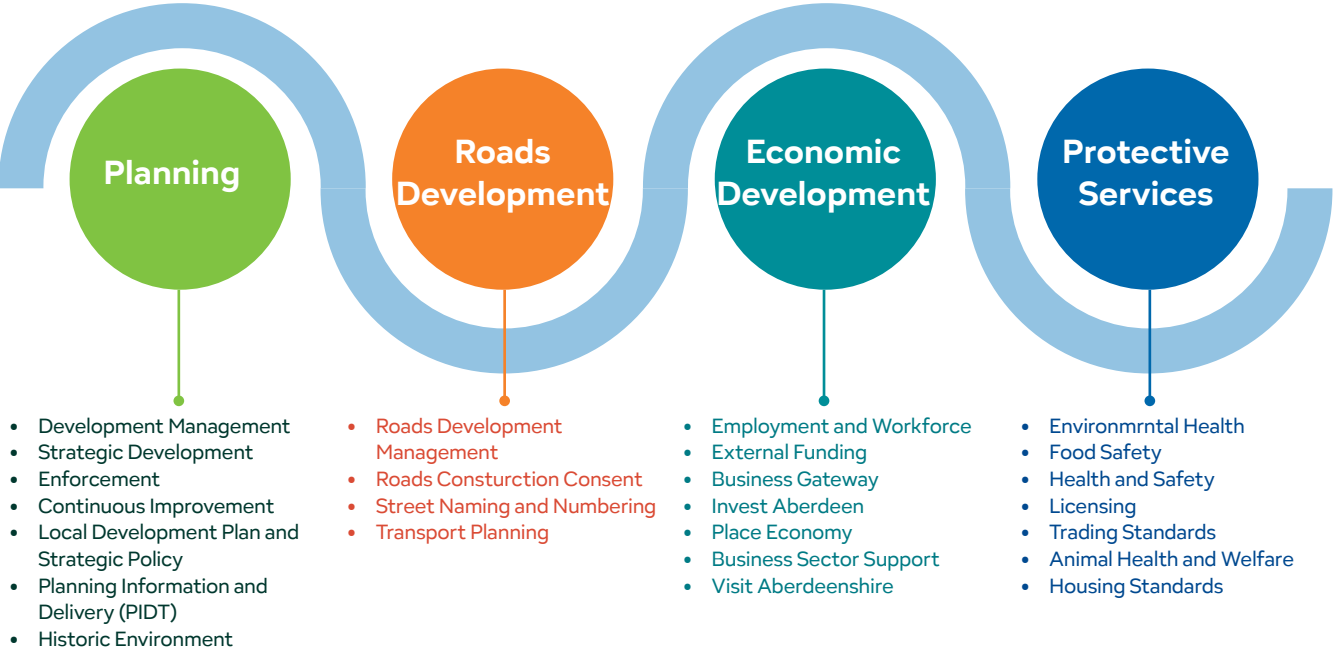 Planning
Roads
Development
Economic
Development
Protective
Services
• Development Management
• Strategic Development
• Enforcement
• Continuous Improvement
• Local Development Plan and
Strategic Policy
• Planning Information and
Delivery (PIDT)
• Historic Environment
• Roads Development
Management
• Roads Consturction Consent
• Street Naming and Numbering
• Transport Planning
• Employment and Workforce
• External Funding
• Business Gateway
• Invest Aberdeen
• Place Economy
• Business Sector Support
• Visit Aberdeenshire
• Environmrntal Health
• Food Safety
• Health and Safety
• Licensing
• Trading Standards
• Animal Health and Welfare
• Housing Standards